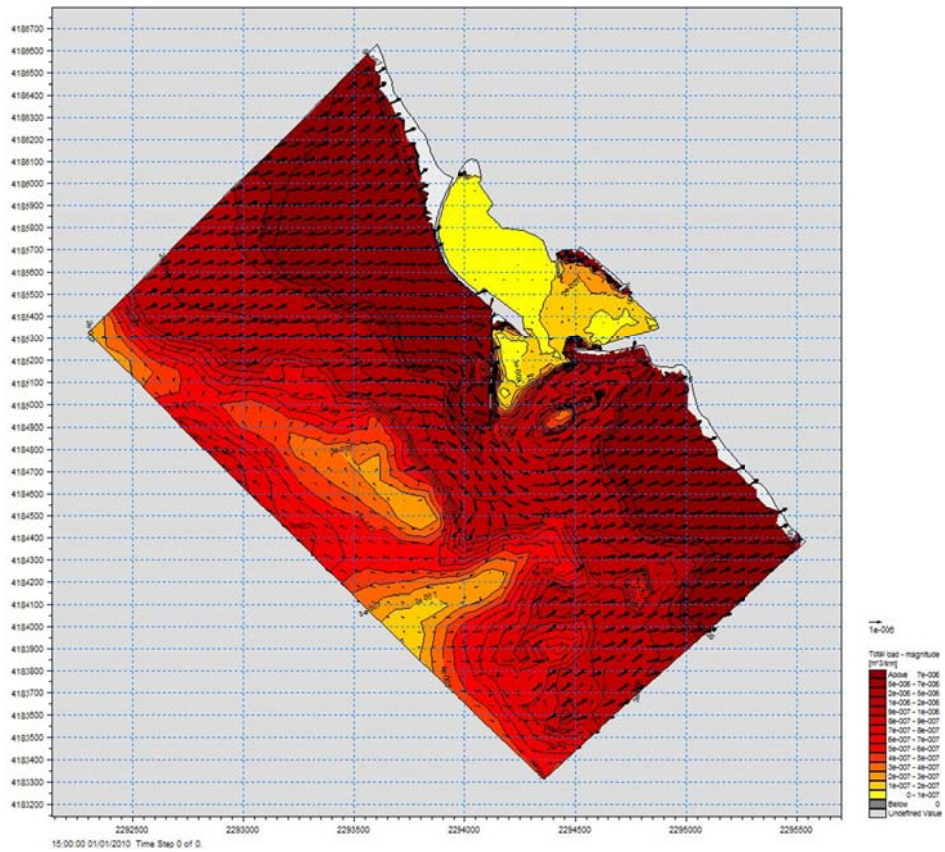 4186700
4186600
4186500
4186400
4186300
4186200
4186100
4186000
4185900
4185800
4185700
4185600
4185500
4185400
4185300
4185200
4185100
4185000
4184900
4184800
4184700
4184600
4184500
4184400
4184300
4184200
4184100
4184000
4183900
4183800
4183700
4183600
4183500
4183400
4183300
4183200
2292500 2293000 2293500 2294000 2294500 2295000 2295500
15:00:00 01/01/2010 Time Step 0 of 0.
Total load - magnitude
Above 7e-006
5e-006 - 7e-006
2e-006 - 5e-006
1e-006 - 2e-006
9e-007 - 1e-006
8e-007 - 9e-007
7e-007 - 8e-007
6e-007 - 7e-007
5e-007 - 6e-007
4e-007 - 5e-007
3e-007 - 4e-007
2e-007 - 3e-007
1e-007 - 2e-007
0 - 1e-007
Below 0
Undefined Value